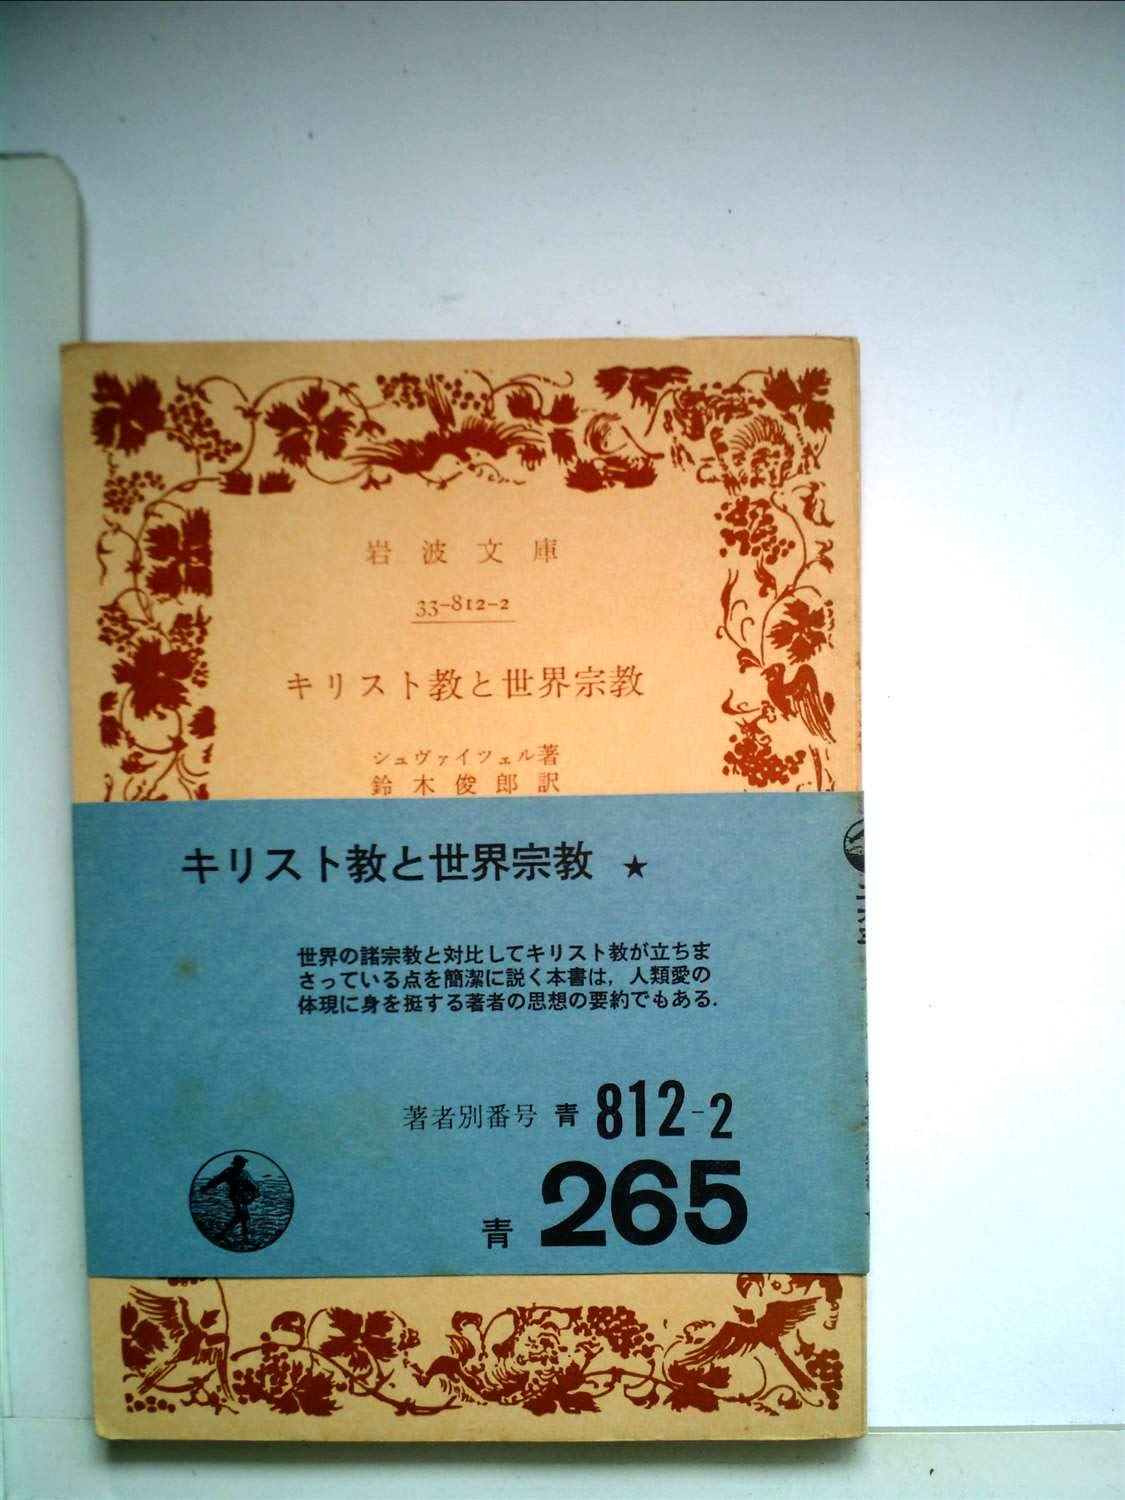 岩波文庫
33-812-2
キリスト教と世界宗教
シュヴァイツェル著
鈴木俊郎訳
キリスト教と世界宗教 ★
世界の諸宗教と対比してキリスト教が立ちま
さっている点を簡潔に説く本書は，人類愛の
体現に身を挺する著者の思想の要約でもある．
著者別番号 青 812-2
青 265